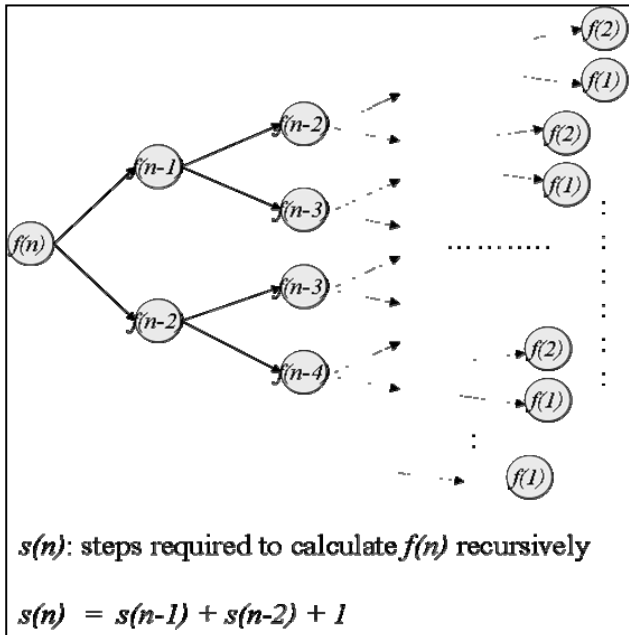 f(2)
f(1)
f(n-2)
f(2)
f(n-1)
f(1)
f(n-3)
f(n)
f(n-3)
f(n-2)
f(2)
f(n-4)
f(1)
f(1)
s(n): steps required to calculate f(n) recursively
s(n) = s(n-1) + s(n-2) + 1